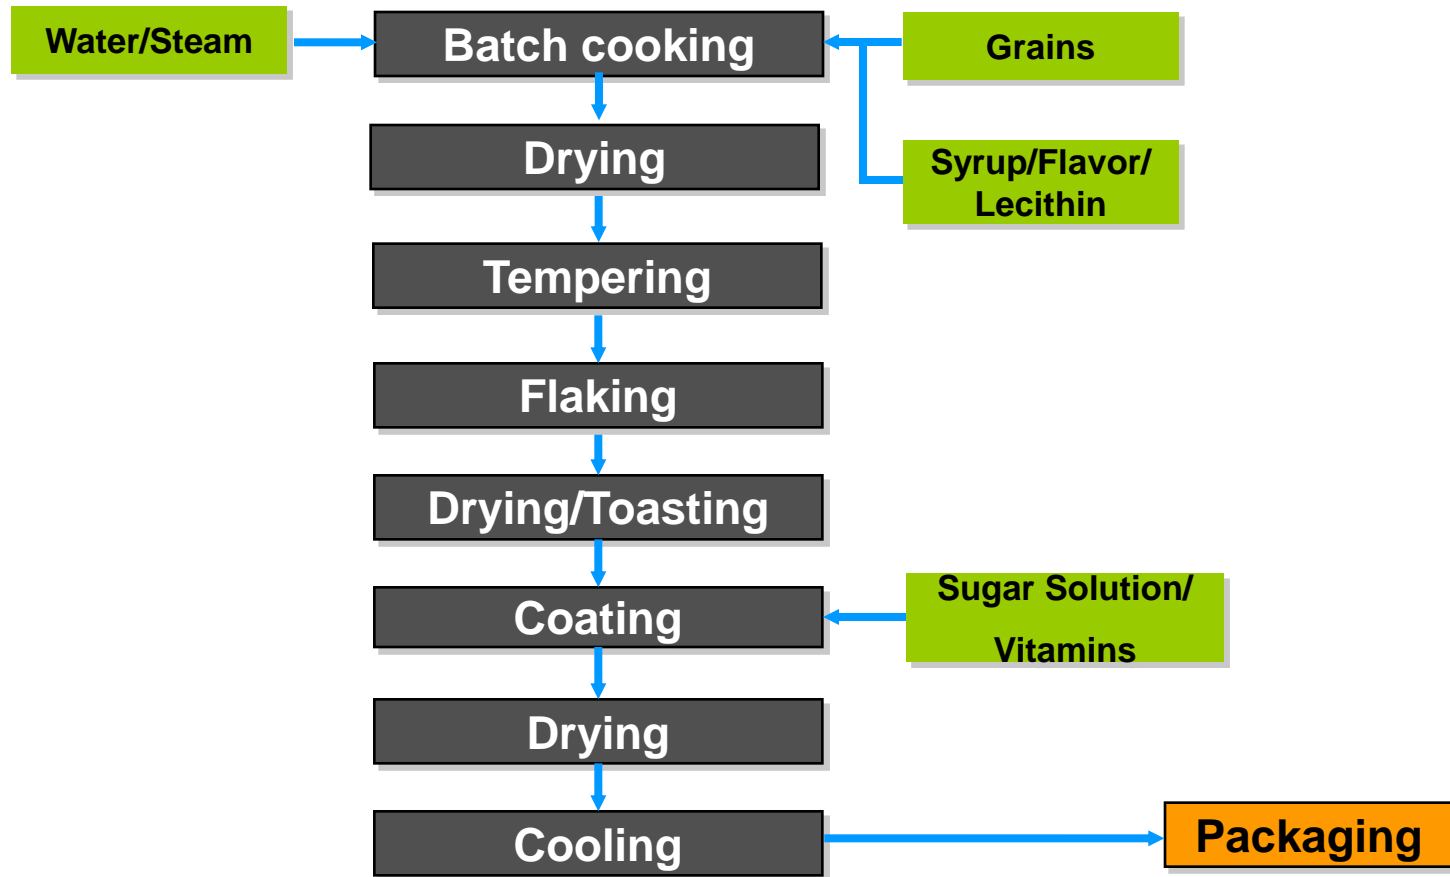 Water/Steam
Batch cooking
Grains
Drying
Syrup/Flavor/
Lecithin
Tempering
Flaking
Drying/Toasting
Coating
Sugar Solution/
Vitamins
Drying
Cooling
Packaging